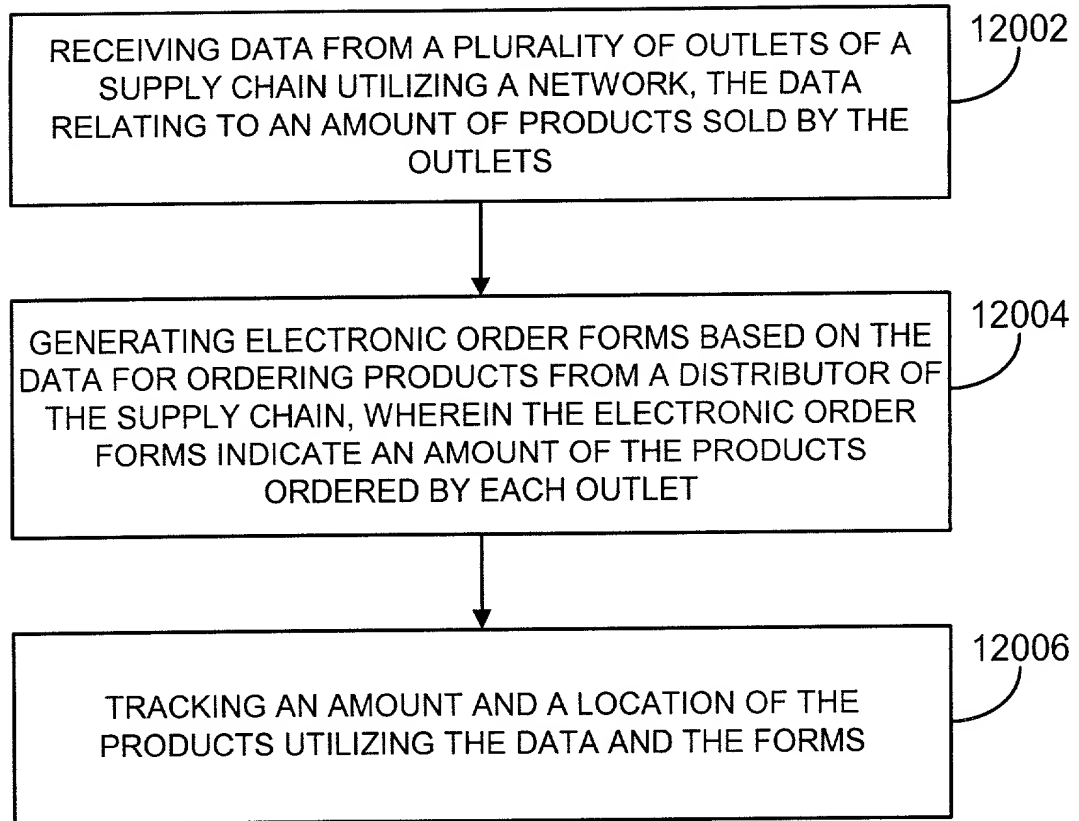 12002
RECEIVING DATA FROM A PLURALITY OF OUTLETS OF A
SUPPLY CHAIN UTILIZING A NETWORK, THE DATA
RELATING TO AN AMOUNT OF PRODUCTS SOLD BY THE
OUTLETS
12004
GENERATING ELECTRONIC ORDER FORMS BASED ON THE
DATA FOR ORDERING PRODUCTS FROM A DISTRIBUTOR OF
THE SUPPLY CHAIN, WHEREIN THE ELECTRONIC ORDER
FORMS INDICATE AN AMOUNT OF THE PRODUCTS
ORDERED BY EACH OUTLET
12006
TRACKING AN AMOUNT AND A LOCATION OF THE
PRODUCTS UTILIZING THE DATA AND THE FORMS